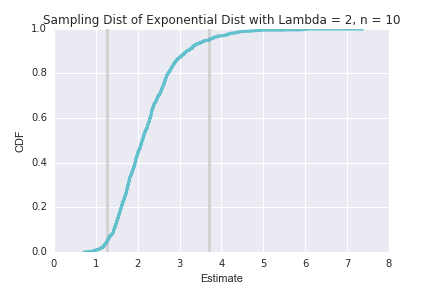 Sampling Dist of Exponential Dist with Lambda = 2, n = 10
1.0
0.8
0.6
0.4
0.2
0.0
CDF
0 1 2 3 4 5 6 7 8
Estimate